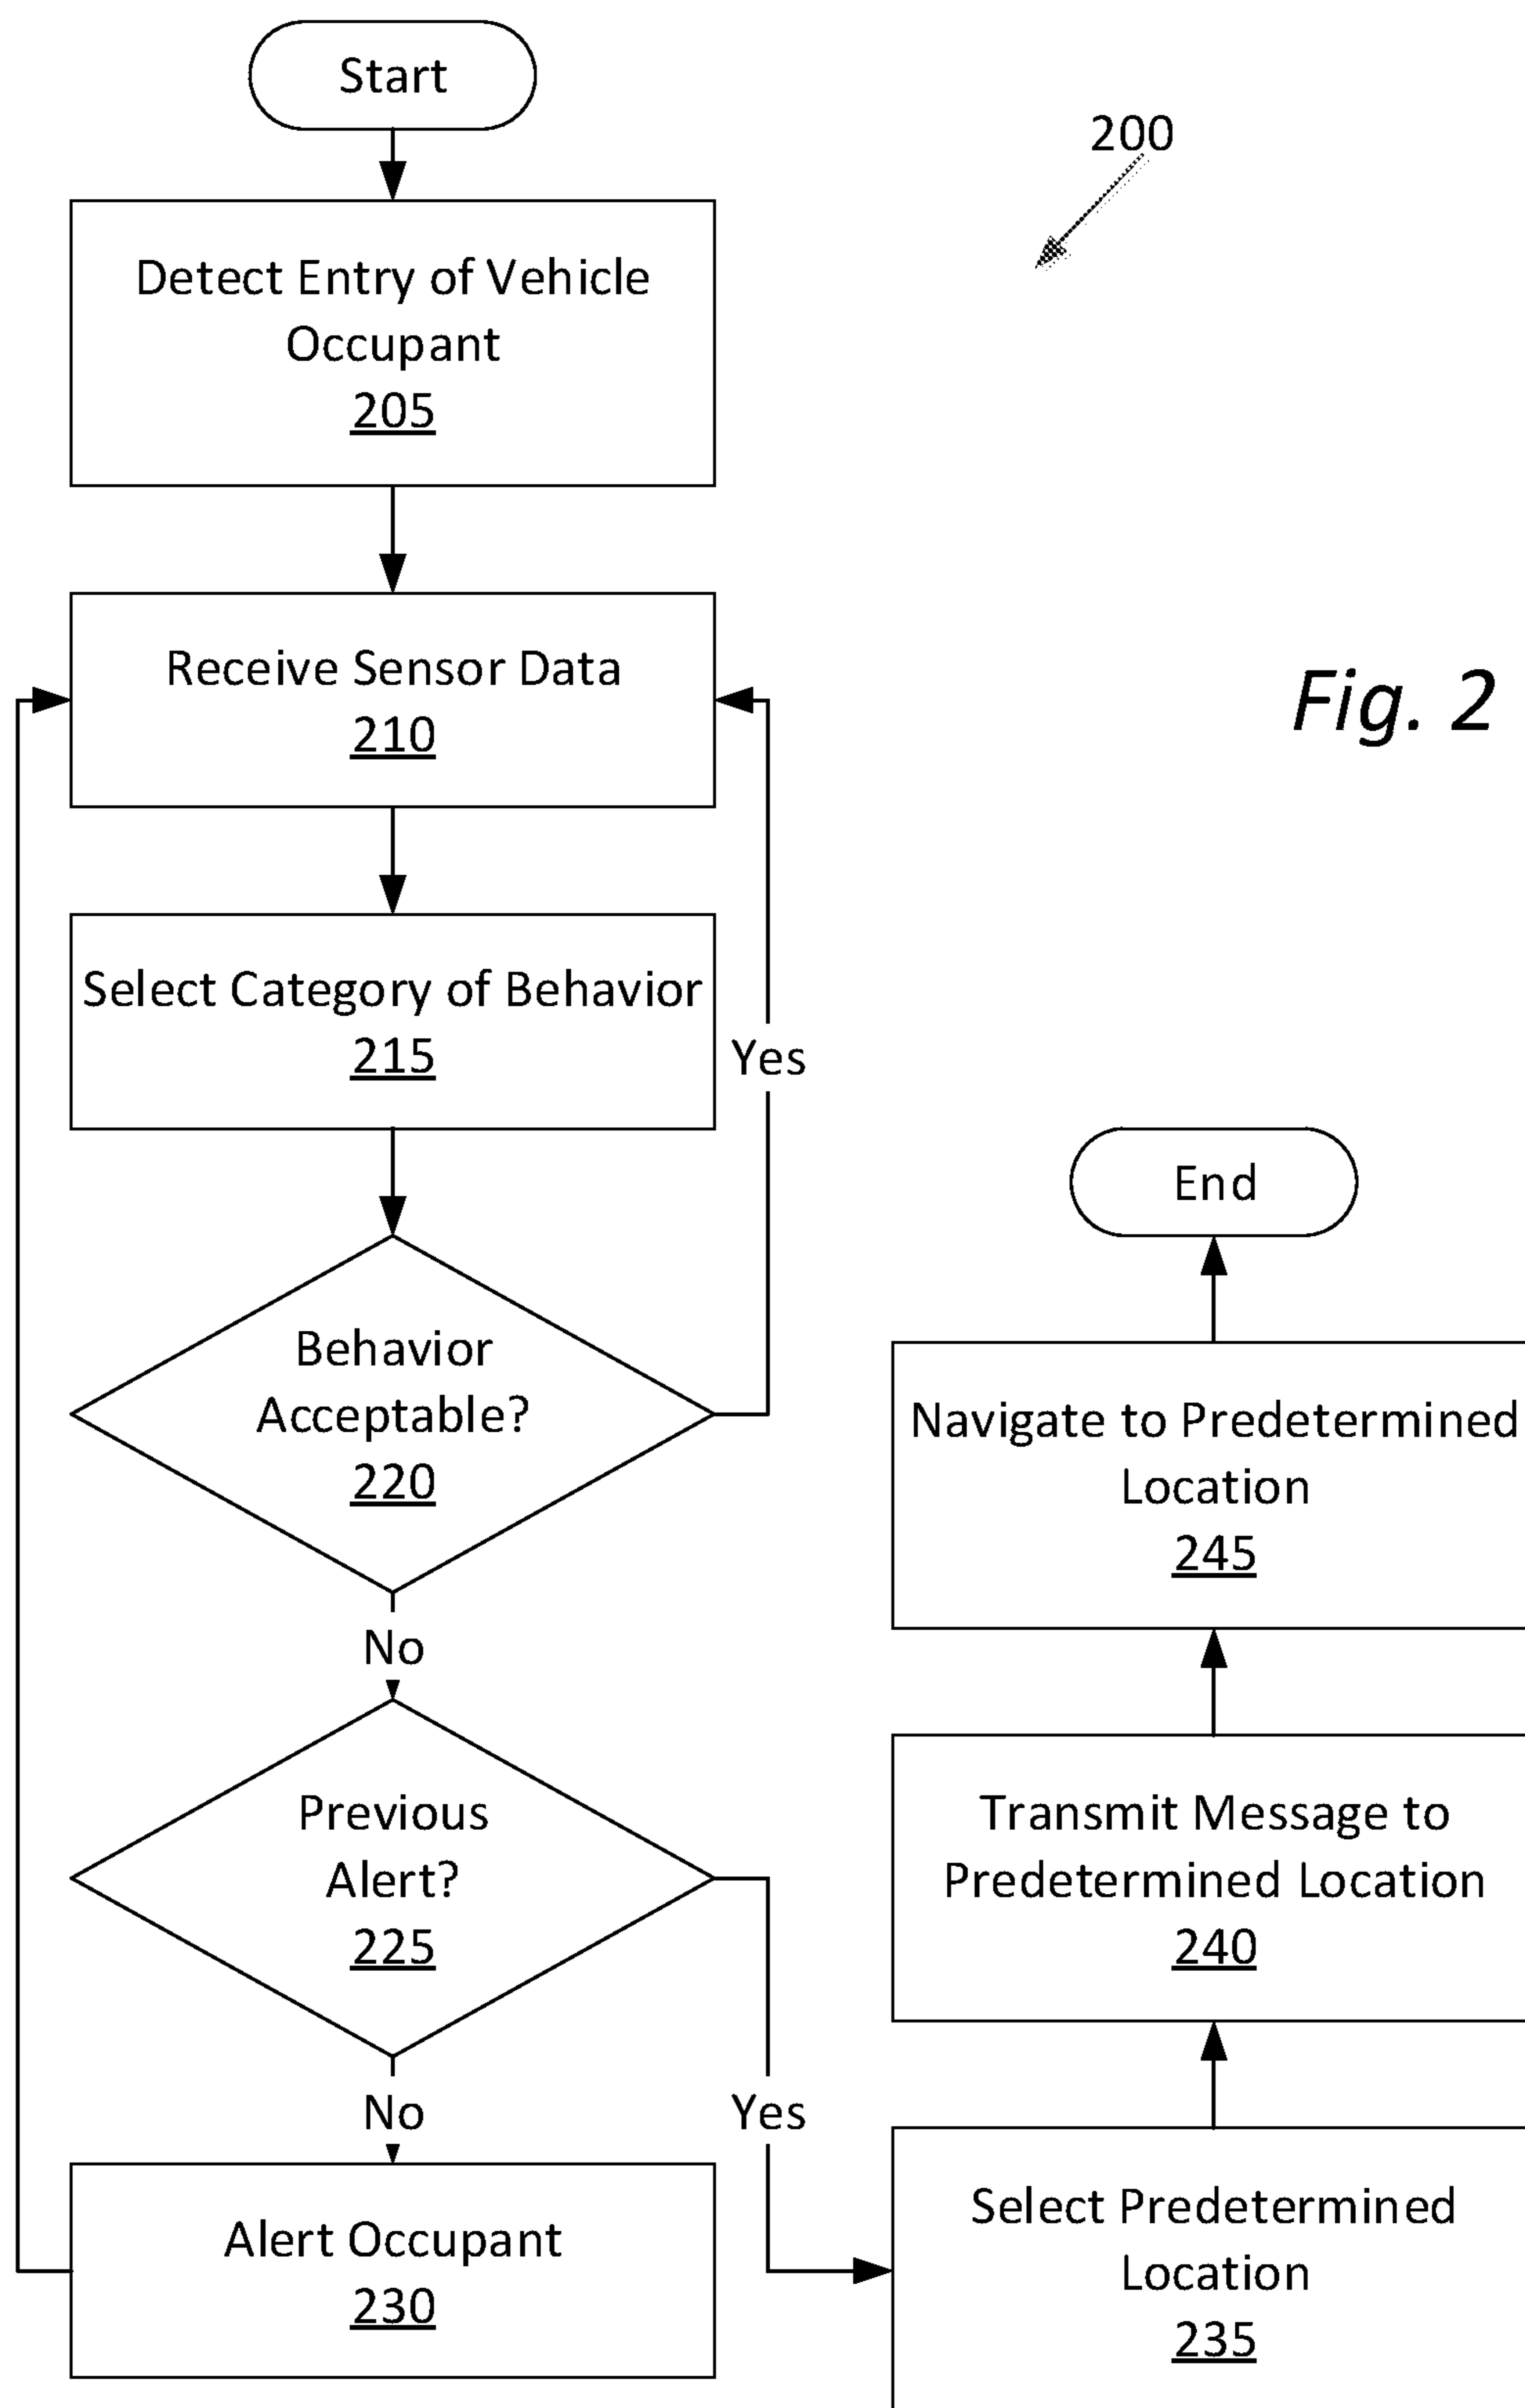 Start
200
Detect Entry of Vehicle
Occupant
205
Receive Sensor Data
210
Fig. 2
Select Category of Behavior
215
Yes
Behavior
Acceptable?
220
No
Previous
Alert?
225
No
Yes
Alert Occupant
230
Select Predetermined
Location
235
Transmit Message to
Predetermined Location
240
Navigate to Predetermined
Location
245
End